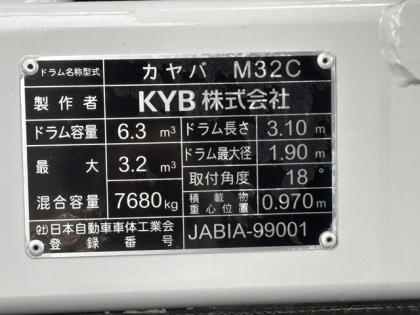 ドラム名称型式 カヤバ M32C
製作者 KYB株式会社
ドラム容量 6.3 m³ ドラム長さ 3.10 m
最大 3.2 m³ ドラム最大径 1.90 m
混合容量 7680kg 取付角度 18°
積載物重心位置 0.970m
㈳日本自動車車体工業会
登録番号 JABIA-99001